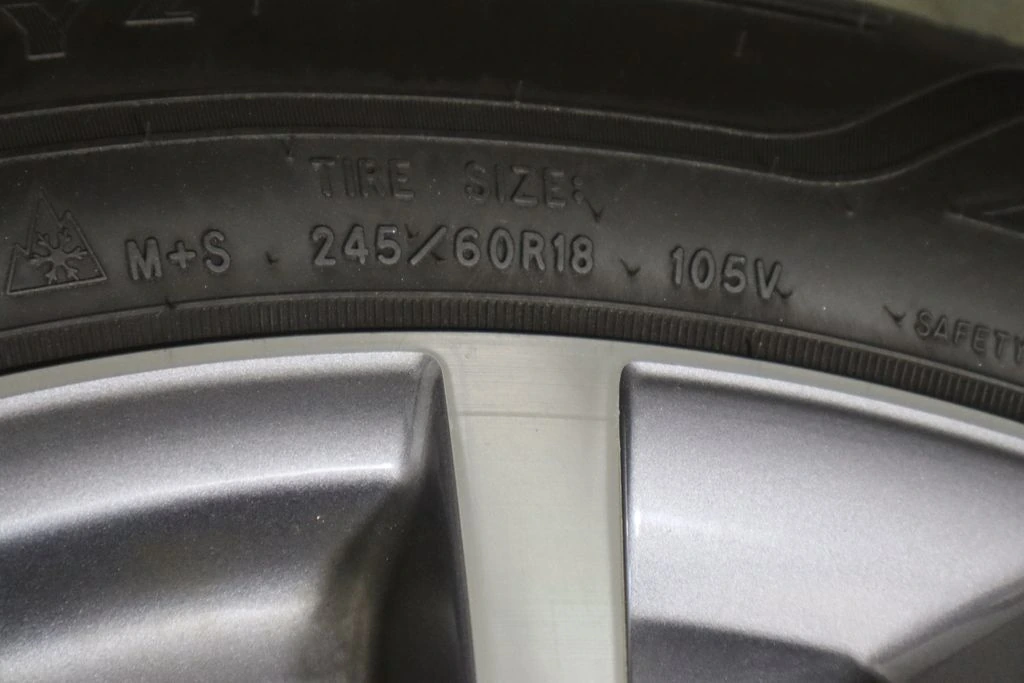 TIRE SIZE:
M+S 245/60R18 105V
SAFETY